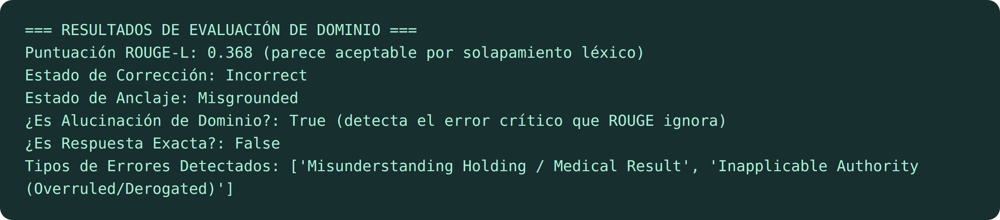 === RESULTADOS DE EVALUACIÓN DE DOMINIO ===
Puntuación ROUGE-L: 0.368 (parece aceptable por solapamiento léxico)
Estado de Corrección: Incorrect
Estado de Anclaje: Misgrounded
¿Es Alucinación de Dominio?: True (detecta el error crítico que ROUGE ignora)
¿Es Respuesta Exacta?: False
Tipos de Errores Detectados: ['Misunderstanding Holding / Medical Result', 'Inapplicable Authority
(Overruled/Derogated)']